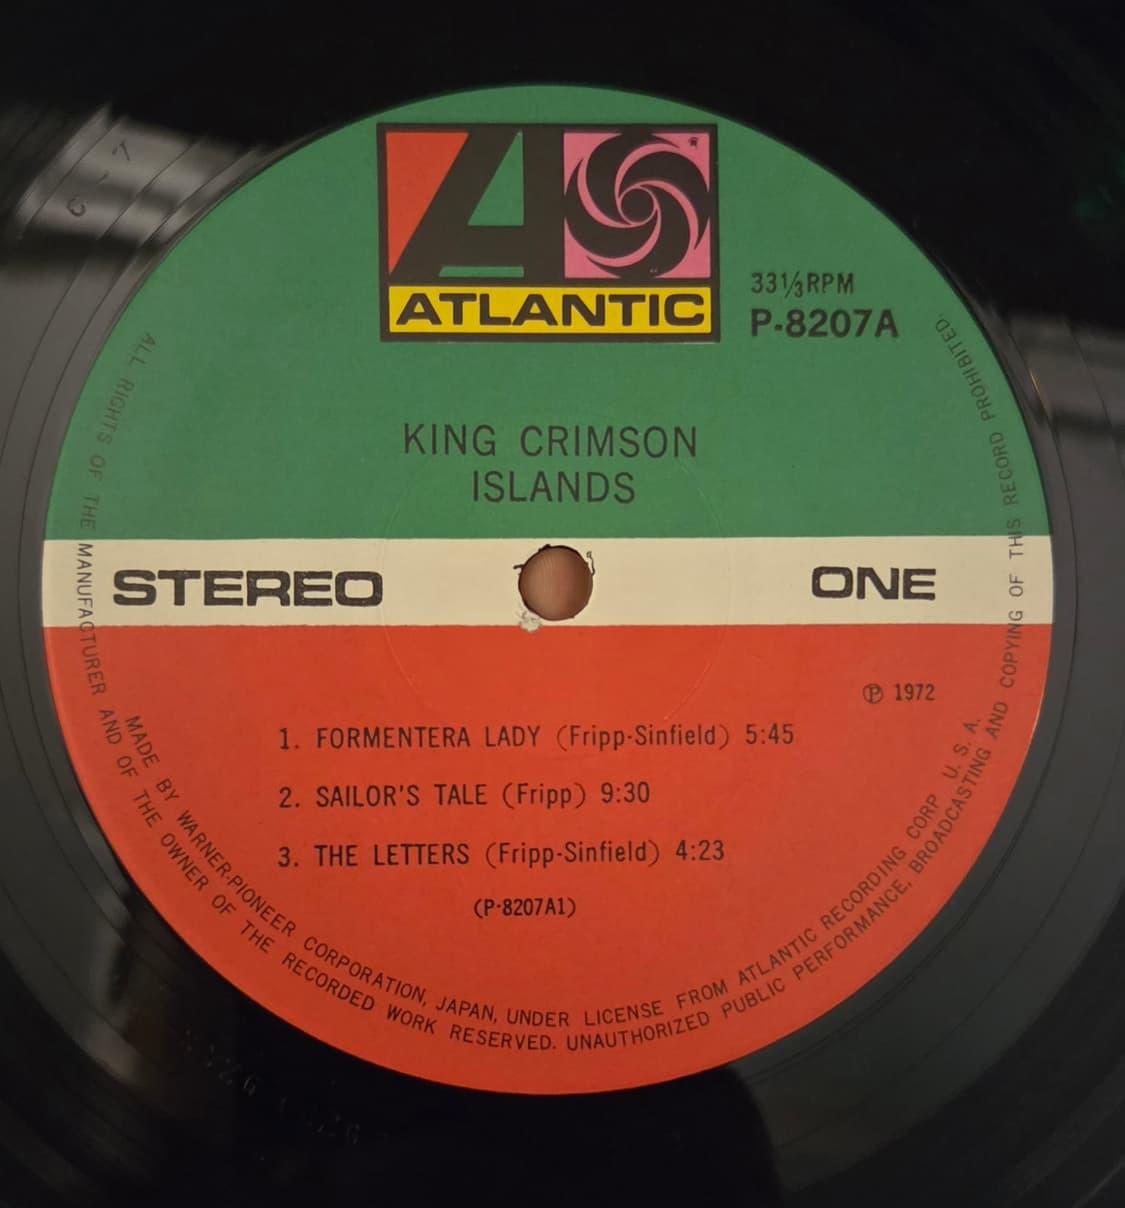 ATLANTIC
33⅓RPM
P-8207A
KING CRIMSON
ISLANDS
STEREO
ONE
℗ 1972
1. FORMENTERA LADY (Fripp-Sinfield) 5:45
2. SAILOR'S TALE (Fripp) 9:30
3. THE LETTERS (Fripp-Sinfield) 4:23
(P-8207A1)
MADE BY WARNER-PIONEER CORPORATION, JAPAN, UNDER LICENSE FROM ATLANTIC RECORDING CORP U. S. A.
ALL RIGHTS OF THE MANUFACTURER AND OF THE OWNER OF THE RECORDED WORK RESERVED. UNAUTHORIZED PUBLIC PERFORMANCE, BROADCASTING AND COPYING OF THIS RECORD PROHIBITED.